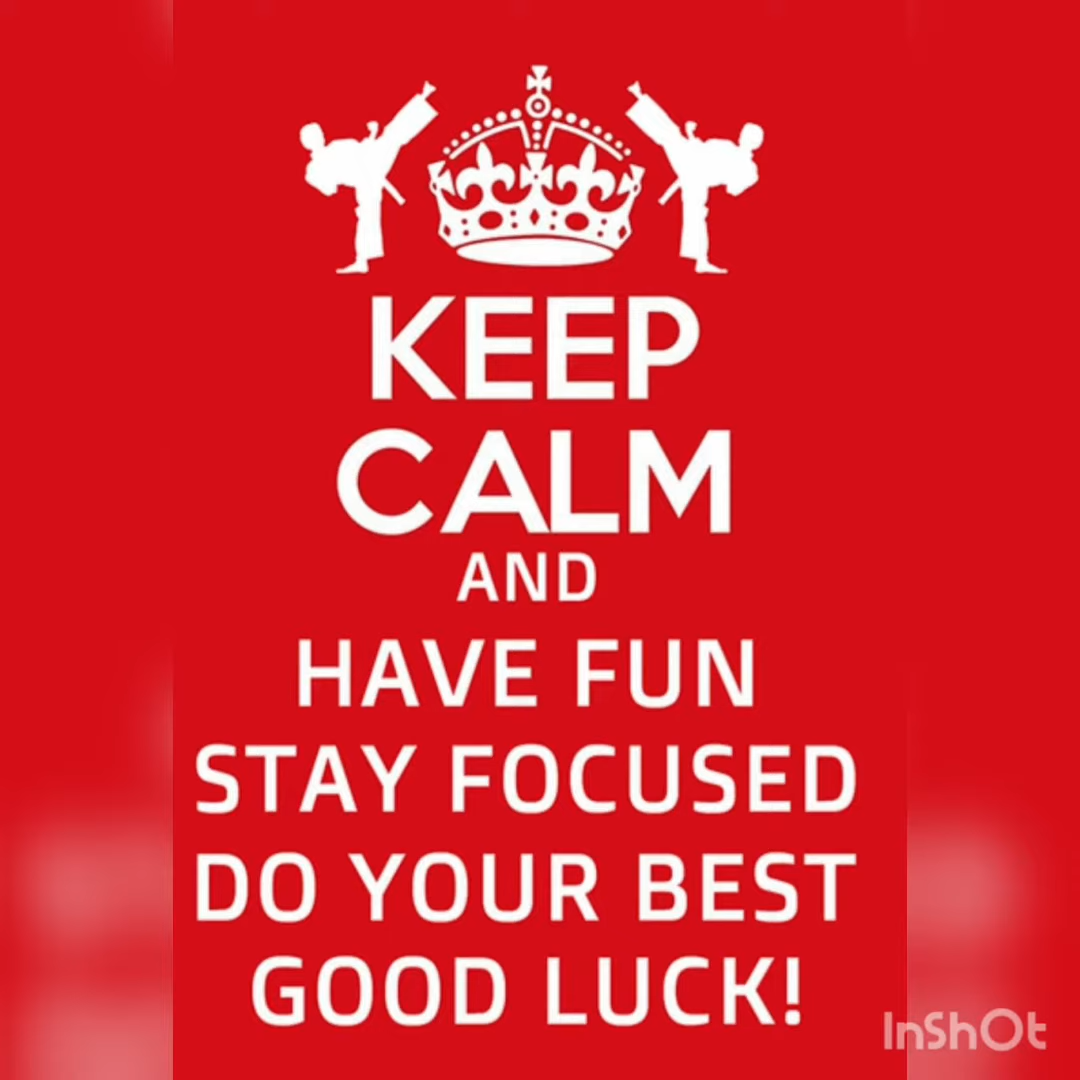 KEEP
CALM
AND
HAVE FUN
STAY FOCUSED
DO YOUR BEST
GOOD LUCK!
InShOt